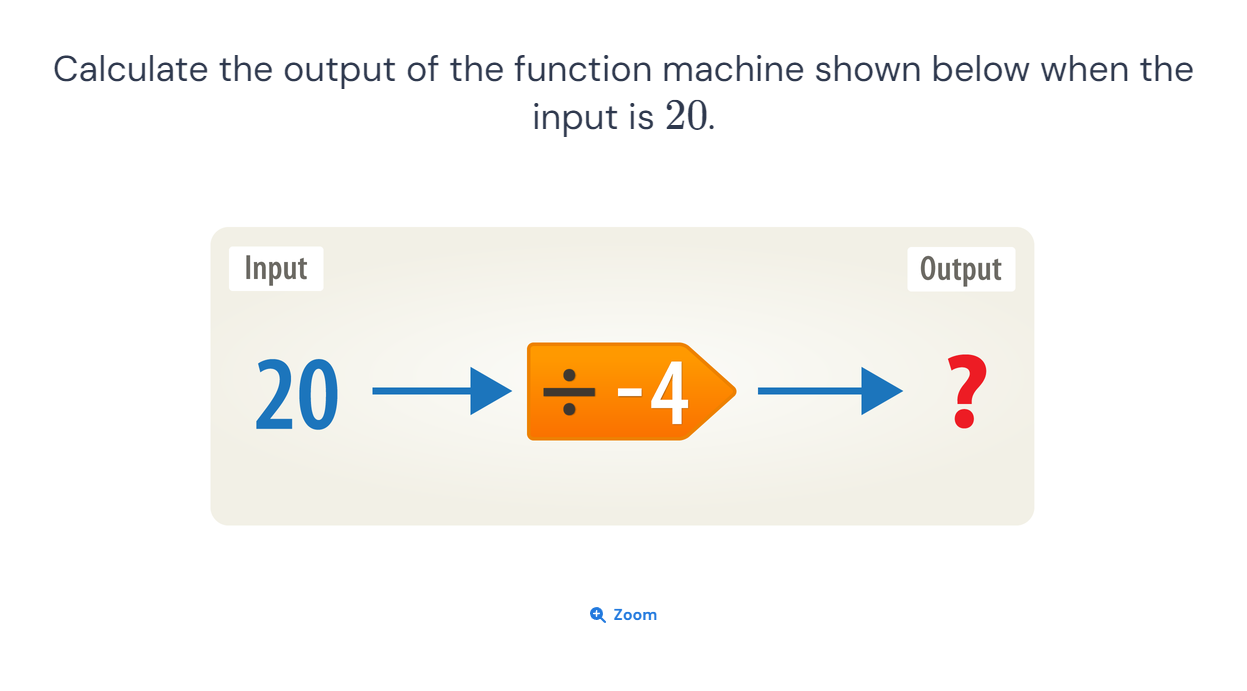 Calculate the output of the function machine shown below when the
input is 20.
Input
Output
20
÷ -4
?
Zoom